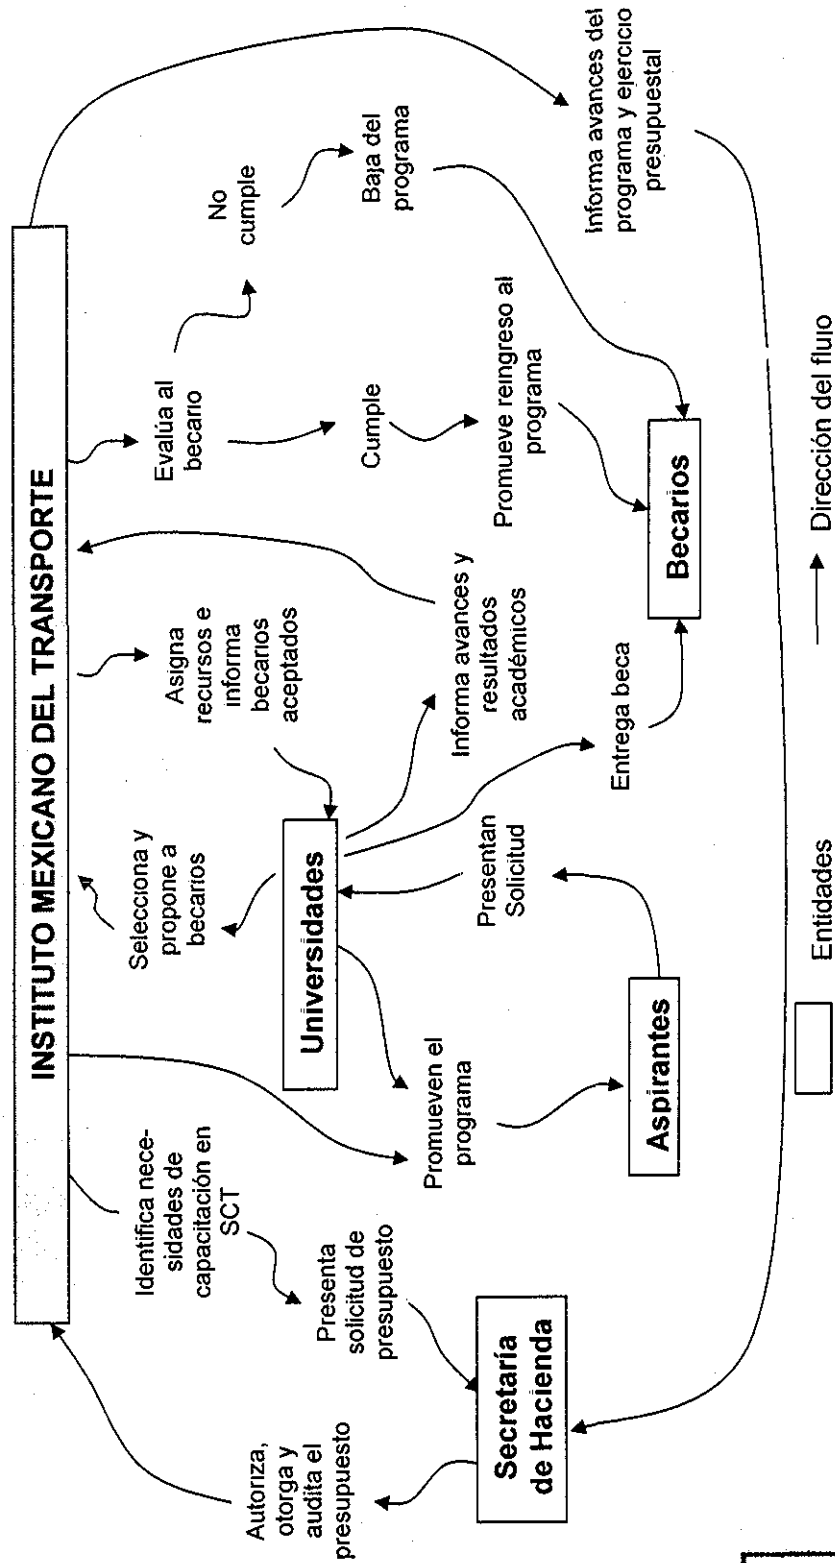 INSTITUTO MEXICANO DEL TRANSPORTE
Autoriza,
otorga y
audita el
presupuesto
Identifica nece-
sidades de
capacitación en
SCT
Presenta
solicitud de
presupuesto
Secretaría
de Hacienda
Selecciona y
propone a
becarios
Asigna
recursos e
informa
becarios
aceptados
Universidades
Promueven el
programa
Presentan
Solicitud
Aspirantes
Informa avances y
resultados
académicos
Entrega beca
Evalúa al
becario
No
cumple
Baja del
programa
Cumple
Promueve reingreso al
programa
Becarios
Informa avances del
programa y ejercicio
presupuestal
Entidades
Dirección del flujo